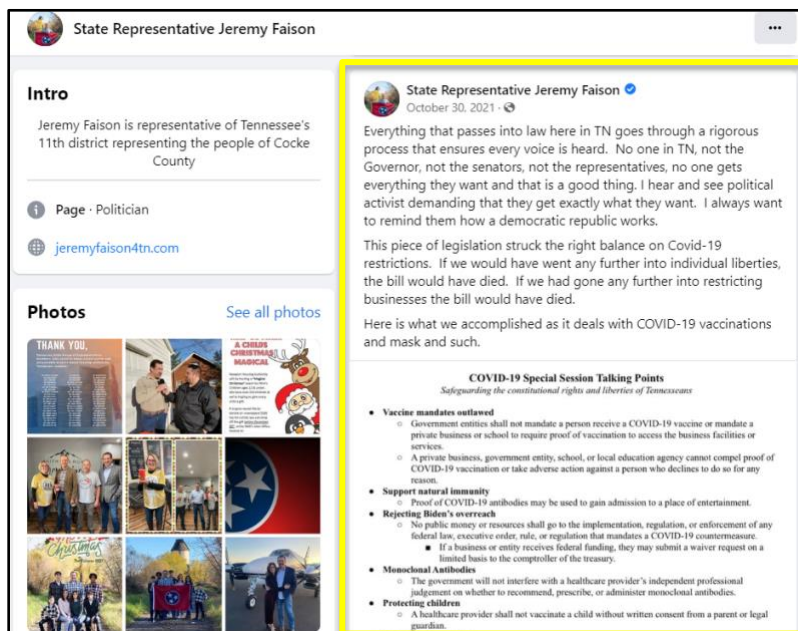 State Representative Jeremy Faison
Intro
Jeremy Faison is representative of Tennessee's
11th district representing the people of Cocke
County
Page · Politician
jeremyfaison4tn.com
Photos
See all photos
THANK YOU,
A CHILDS
CHRISTMAS
MAGICAL
Christmas
State Representative Jeremy Faison
October 30, 2021 ·
Everything that passes into law here in TN goes through a rigorous
process that ensures every voice is heard. No one in TN, not the
Governor, not the senators, not the representatives, no one gets
everything they want and that is a good thing. I hear and see political
activist demanding that they get exactly what they want. I always want
to remind them how a democratic republic works.
This piece of legislation struck the right balance on Covid-19
restrictions. If we would have went any further into individual liberties,
the bill would have died. If we had gone any further into restricting
businesses the bill would have died.
Here is what we accomplished as it deals with COVID-19 vaccinations
and mask and such.
COVID-19 Special Session Talking Points
Safeguarding the constitutional rights and liberties of Tennesseans
• Vaccine mandates outlawed
○ Government entities shall not mandate a person receive a COVID-19 vaccine or mandate a
private business or school to require proof of vaccination to access the business facilities or
services.
○ A private business, government entity, school, or local education agency cannot compel proof of
COVID-19 vaccination or take adverse action against a person who declines to do so for any
reason.
• Support natural immunity
○ Proof of COVID-19 antibodies may be used to gain admission to a place of entertainment.
• Rejecting Biden's overreach
○ No public money or resources shall go to the implementation, regulation, or enforcement of any
federal law, executive order, rule, or regulation that mandates a COVID-19 countermeasure.
■ If a business or entity receives federal funding, they may submit a waiver request on a
limited basis to the comptroller of the treasury.
• Monoclonal Antibodies
○ The government will not interfere with a healthcare provider's independent professional
judgement on whether to recommend, prescribe, or administer monoclonal antibodies.
• Protecting children
○ A healthcare provider shall not vaccinate a child without written consent from a parent or legal
guardian.